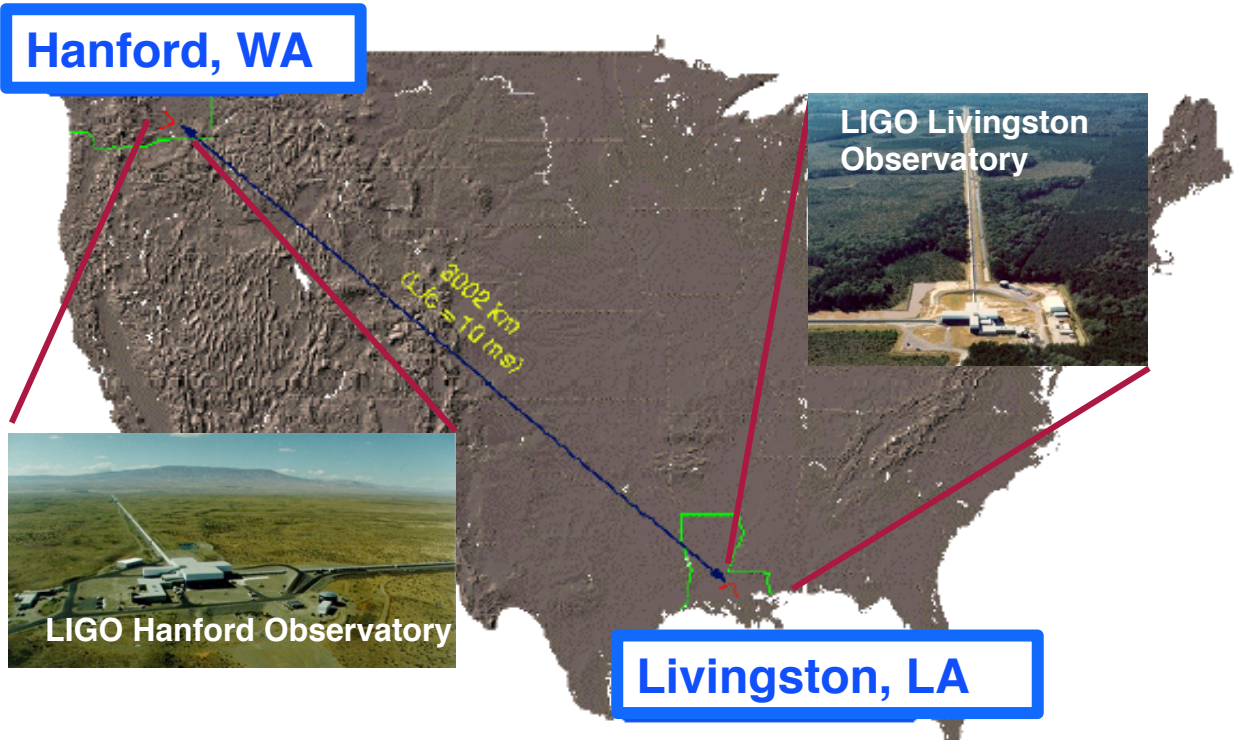 Hanford, WA
LIGO Livingston
Observatory
3002 km
(L/c = 10 ms)
LIGO Hanford Observatory
Livingston, LA